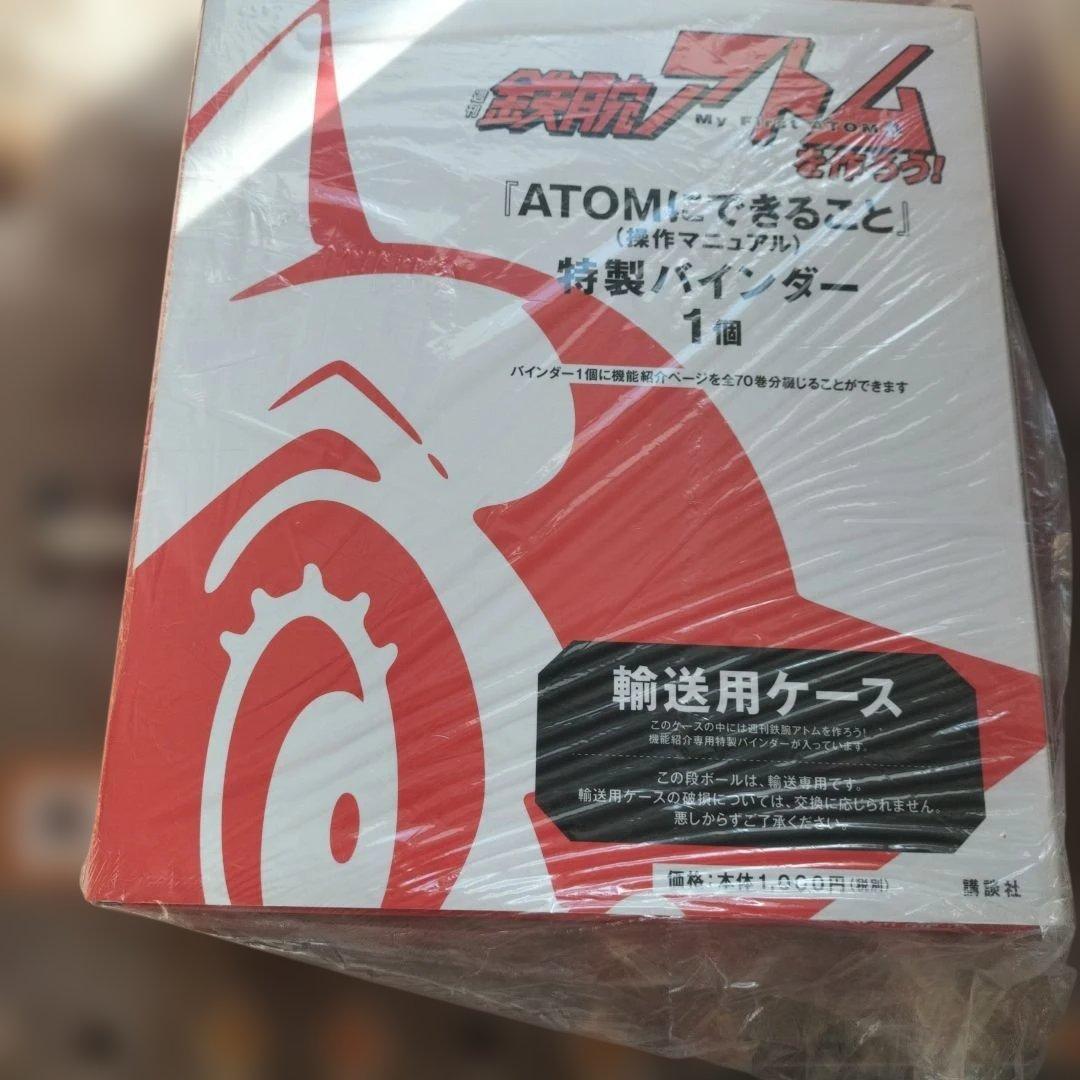 週刊 鉄腕アトム
My First ATOM
を作ろう!
『ATOMにできること』
(操作マニュアル)
特製バインダー
1個
バインダー1個に機能紹介ページを全70巻分綴じることができます
輸送用ケース
このケースの中には週刊鉄腕アトムを作ろう!
機能紹介専用特製バインダーが入っています。
この段ボールは、輸送専用です。
輸送用ケースの破損については、交換に応じられません。
悪しからずご了承ください。
価格:本体1,000円(税別)
講談社